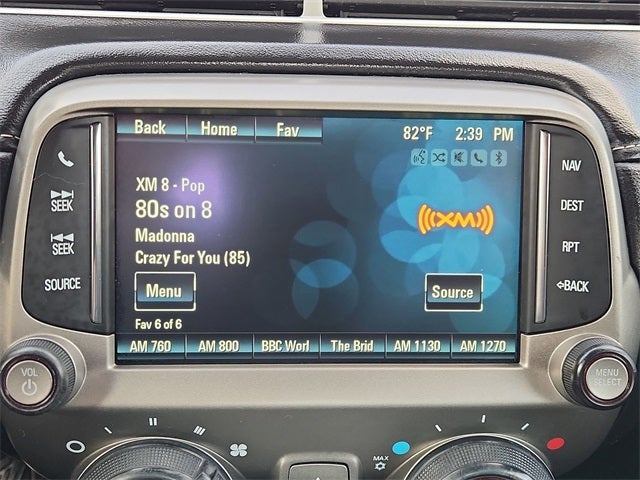 Back Home Fav 82°F 2:39 PM
XM 8 - Pop
80s on 8
Madonna
Crazy For You (85)
((XM))
Menu Source
Fav 6 of 6
AM 760 AM 800 BBC Worl The Brid AM 1130 AM 1270
SEEK
SEEK
SOURCE
NAV
DEST
RPT
BACK
VOL
MENU
SELECT
MAX